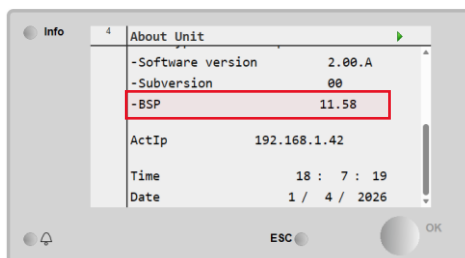 Info
4 About Unit
-Software version 2.00.A
-Subversion 00
-BSP 11.58
ActIp 192.168.1.42
Time 18 : 7 : 19
Date 1 / 4 / 2026
ESC
OK